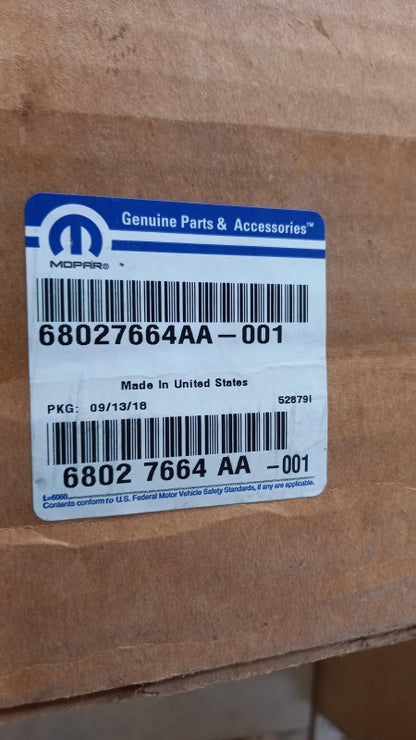 Genuine Parts & Accessories™
MOPAR®
68027664AA-001
Made In United States
PKG: 09/13/18 52879I
6802 7664 AA -001
L=6060
Contents conform to U.S. Federal Motor Vehicle Safety Standards, if any are applicable.